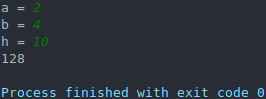 a = 2
b = 4
h = 10
128
Process finished with exit code 0